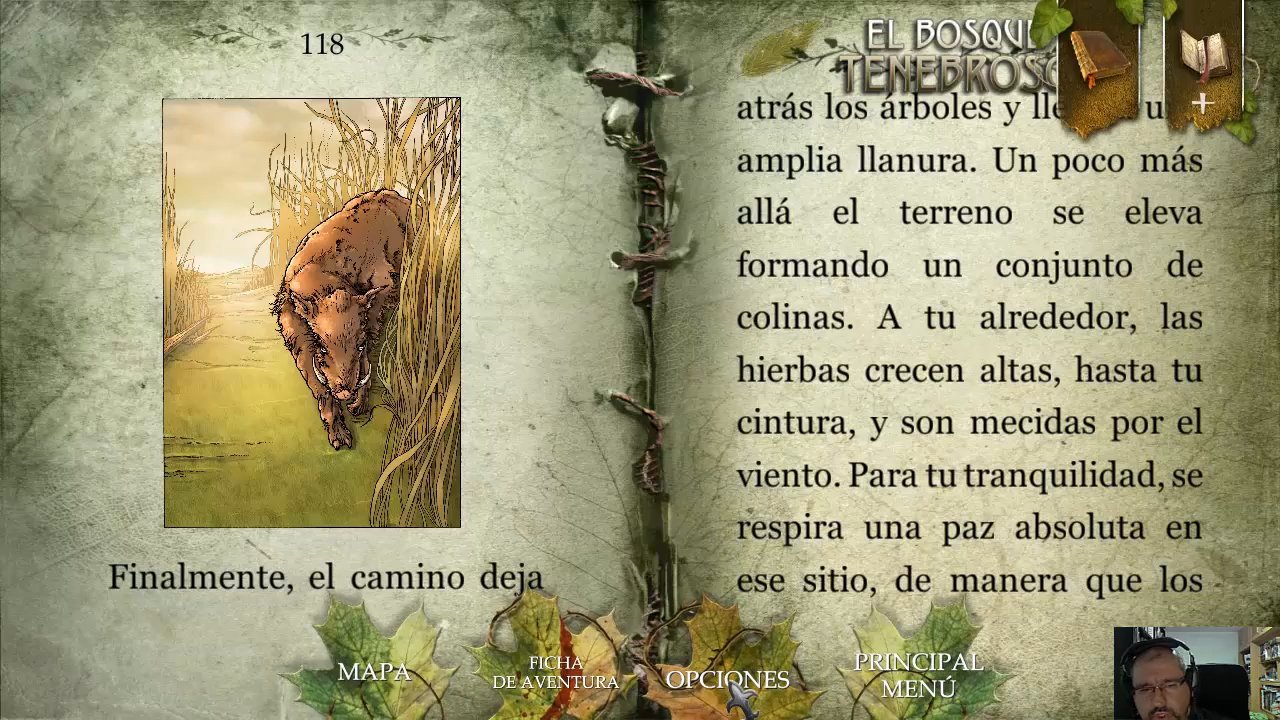 118
Finalmente, el camino deja
EL BOSQUE
TENEBROSO
atrás los árboles y
amplia llanura. Un poco más
allá el terreno se eleva
formando un conjunto de
colinas. A tu alrededor, las
hierbas crecen altas, hasta tu
cintura, y son mecidas por el
viento. Para tu tranquilidad, se
respira una paz absoluta en
ese sitio, de manera que los
MAPA
FICHA
DE AVENTURA
OPCIONES
PRINCIPAL
MENÚ